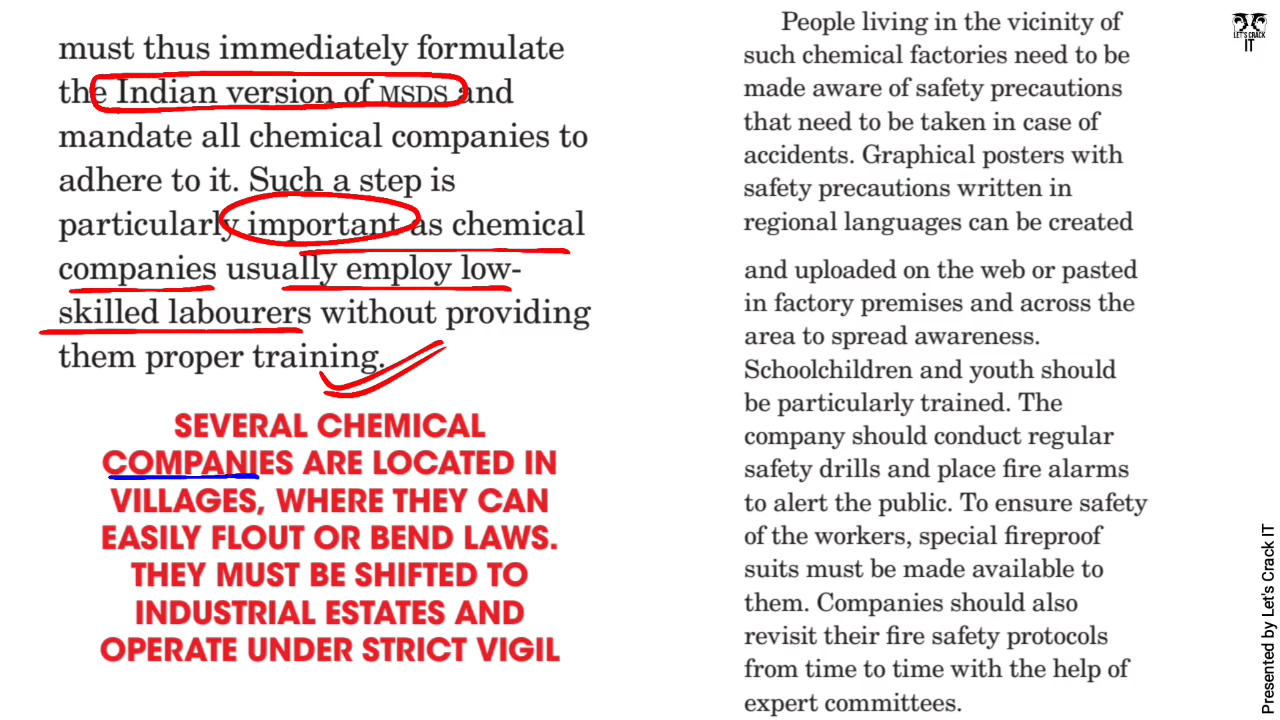 must thus immediately formulate
the Indian version of MSDS and
mandate all chemical companies to
adhere to it. Such a step is
particularly important as chemical
companies usually employ low-
skilled labourers without providing
them proper training.
SEVERAL CHEMICAL
COMPANIES ARE LOCATED IN
VILLAGES, WHERE THEY CAN
EASILY FLOUT OR BEND LAWS.
THEY MUST BE SHIFTED TO
INDUSTRIAL ESTATES AND
OPERATE UNDER STRICT VIGIL
People living in the vicinity of
such chemical factories need to be
made aware of safety precautions
that need to be taken in case of
accidents. Graphical posters with
safety precautions written in
regional languages can be created
and uploaded on the web or pasted
in factory premises and across the
area to spread awareness.
Schoolchildren and youth should
be particularly trained. The
company should conduct regular
safety drills and place fire alarms
to alert the public. To ensure safety
of the workers, special fireproof
suits must be made available to
them. Companies should also
revisit their fire safety protocols
from time to time with the help of
expert committees.
LET'S CRACK
IT
Presented by Let's Crack IT